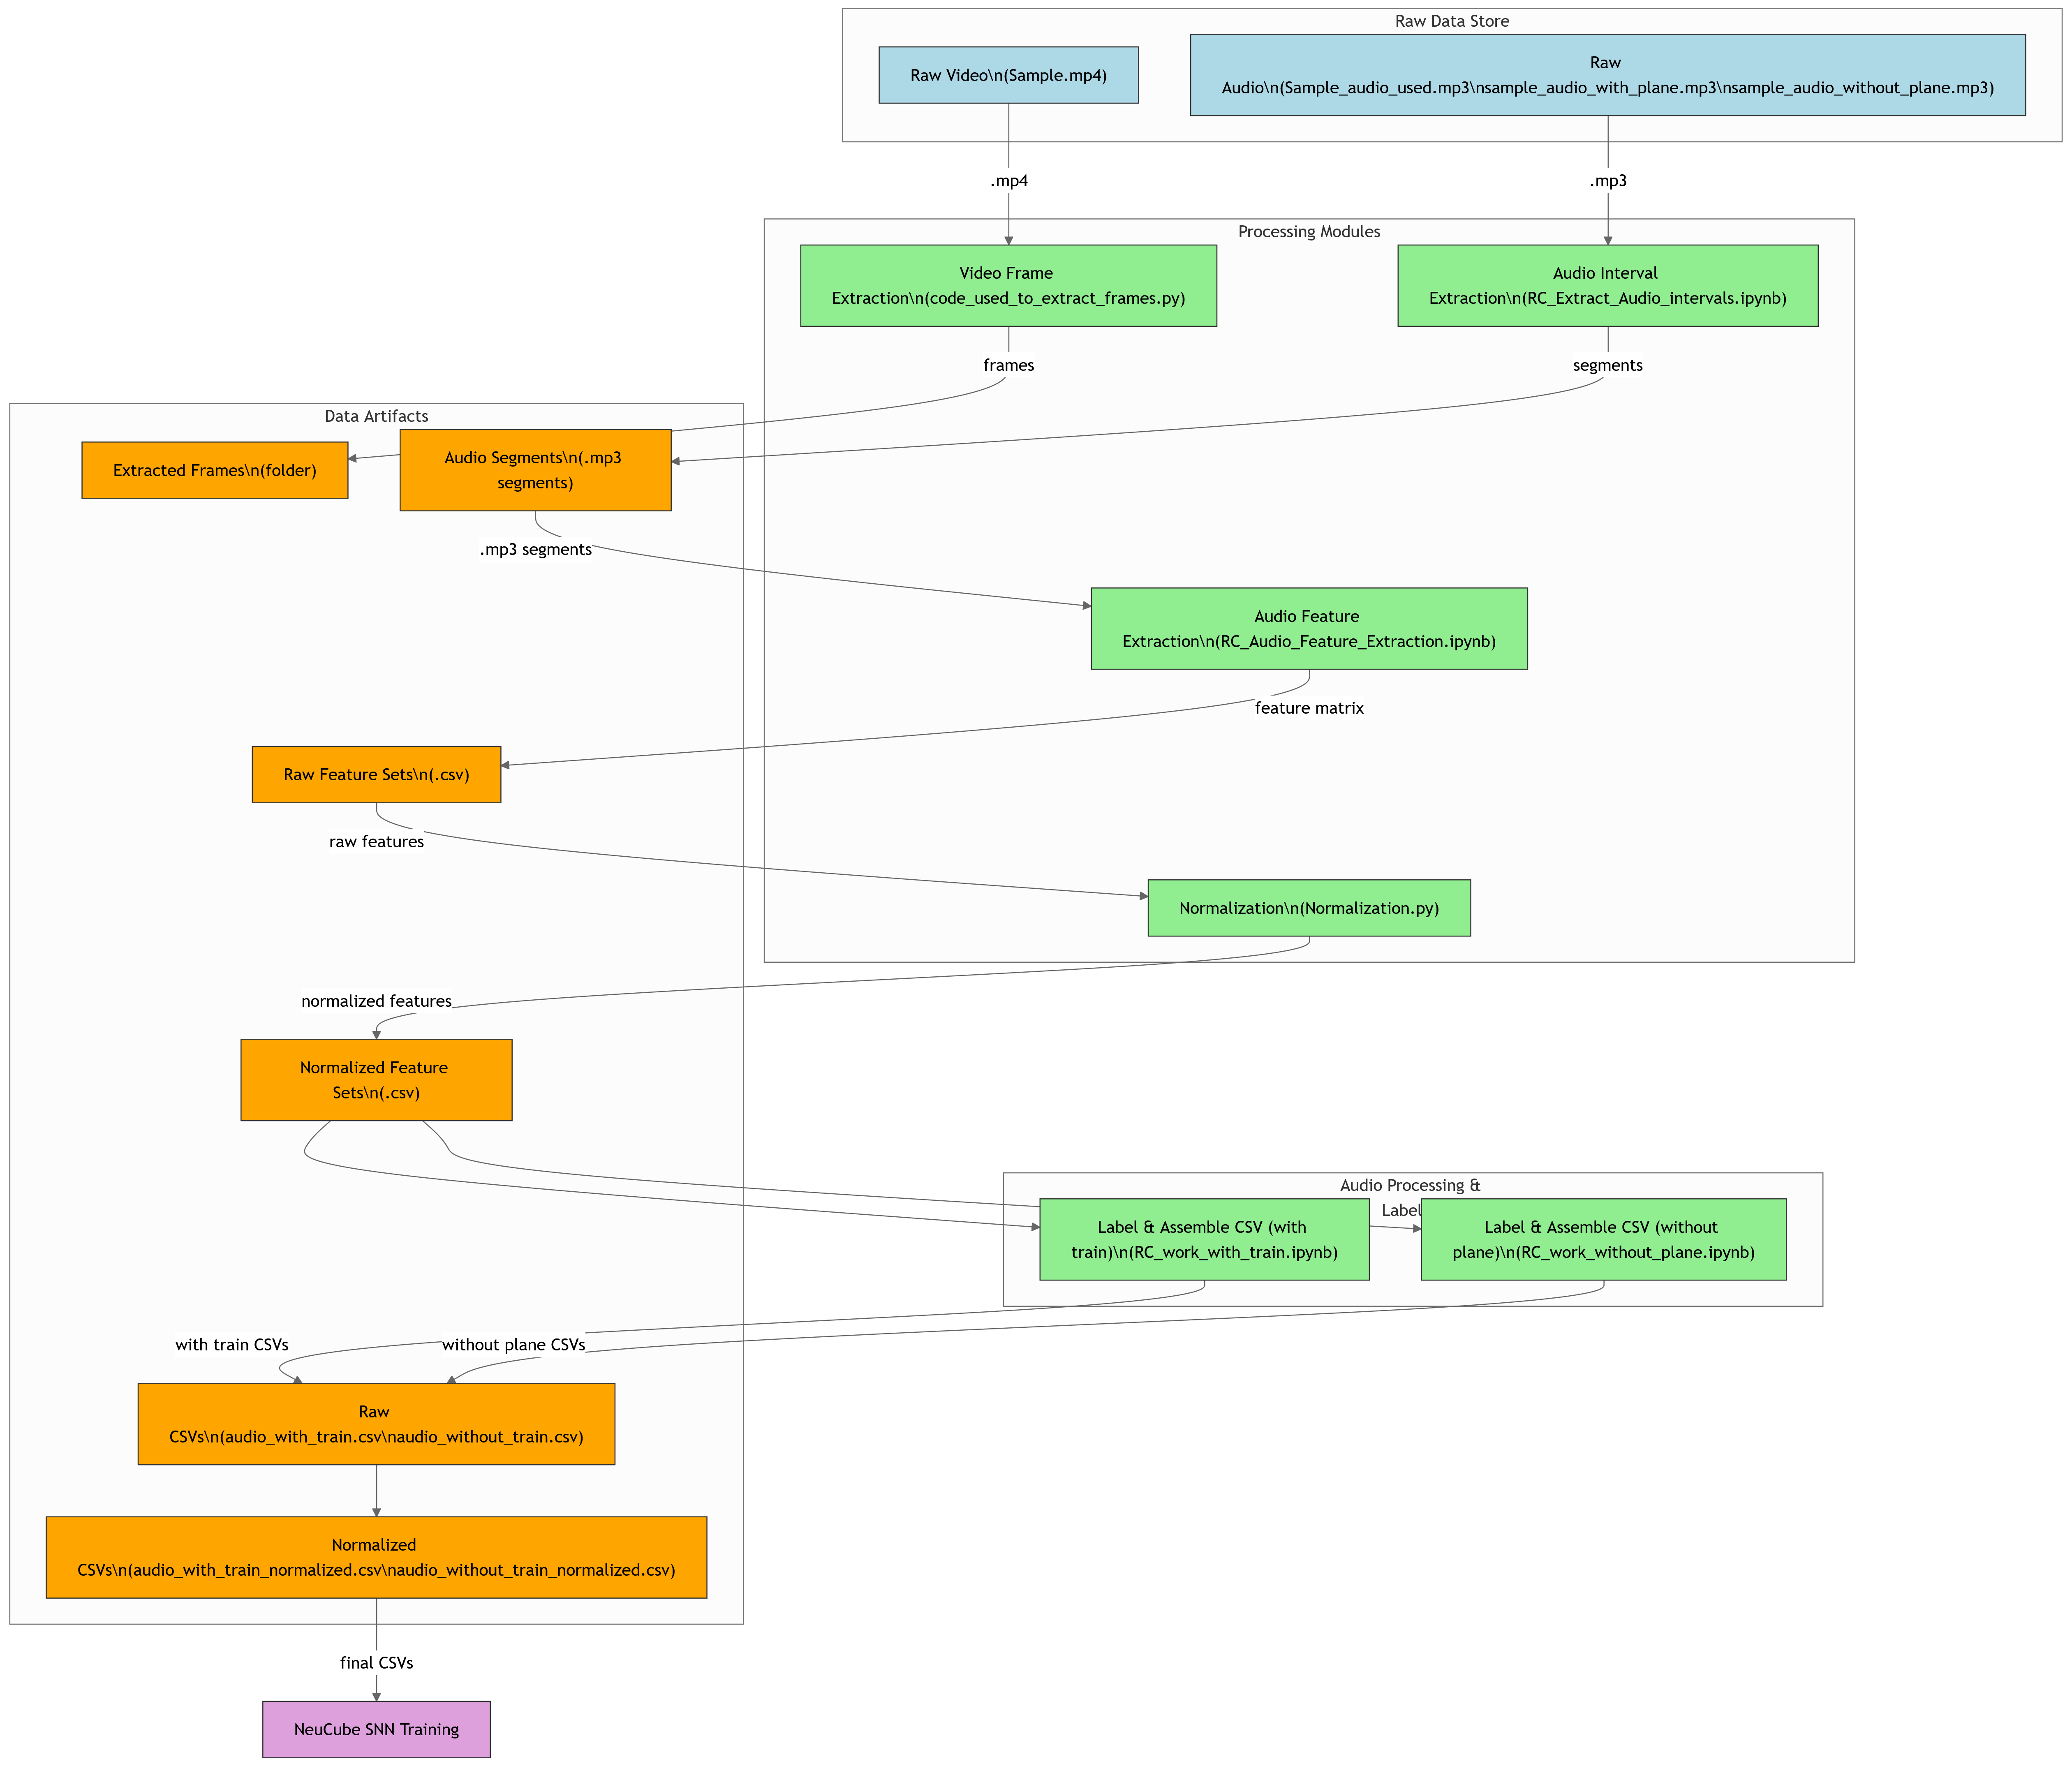 Raw Data Store
Raw Video\n(Sample.mp4)
Raw
Audio\n(Sample_audio_used.mp3\nsample_audio_with_plane.mp3\nsample_audio_without_plane.mp3)
.mp4
.mp3
Processing Modules
Video Frame
Extraction\n(code_used_to_extract_frames.py)
Audio Interval
Extraction\n(RC_Extract_Audio_intervals.ipynb)
frames
segments
Data Artifacts
Extracted Frames\n(folder)
Audio Segments\n(.mp3
segments)
.mp3 segments
Audio Feature
Extraction\n(RC_Audio_Feature_Extraction.ipynb)
feature matrix
Raw Feature Sets\n(.csv)
raw features
Normalization\n(Normalization.py)
normalized features
Normalized Feature
Sets\n(.csv)
Audio Processing &
Label
Label & Assemble CSV (with
train)\n(RC_work_with_train.ipynb)
Label & Assemble CSV (without
plane)\n(RC_work_without_plane.ipynb)
with train CSVs
without plane CSVs
Raw
CSVs\n(audio_with_train.csv\naudio_without_train.csv)
Normalized
CSVs\n(audio_with_train_normalized.csv\naudio_without_train_normalized.csv)
final CSVs
NeuCube SNN Training